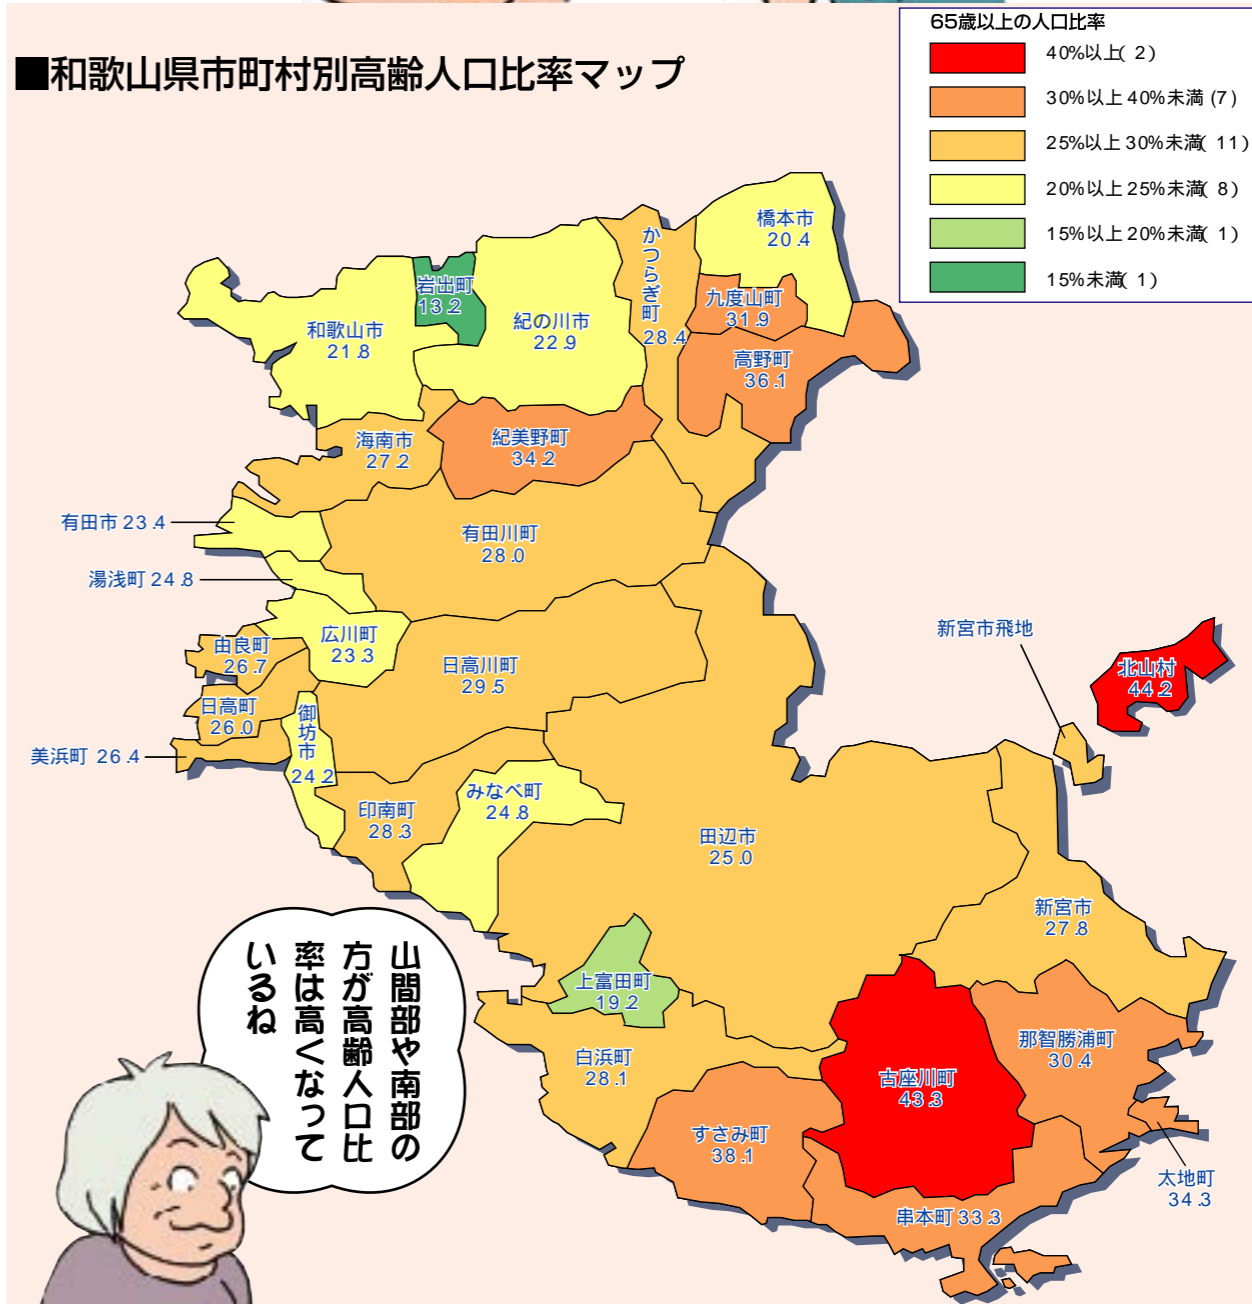 ■和歌山県市町村別高齢人口比率マップ
65歳以上の人口比率
40%以上( 2)
30%以上 40%未満 (7)
25%以上 30%未満( 11)
20%以上 25%未満( 8)
15%以上 20%未満( 1)
15%未満( 1)
橋本市
20.4
かつらぎ町
28.4
岩出町
13.2
紀の川市
22.9
九度山町
31.9
和歌山市
21.8
高野町
36.1
海南市
27.2
紀美野町
34.2
有田市 23.4
有田川町
28.0
湯浅町 24.8
広川町
23.3
由良町
26.7
日高川町
29.5
新宮市飛地
北山村
44.2
日高町
26.0
御坊市
24.2
美浜町 26.4
印南町
28.3
みなべ町
24.8
田辺市
25.0
新宮市
27.8
上富田町
19.2
白浜町
28.1
那智勝浦町
30.4
古座川町
43.3
すさみ町
38.1
太地町
34.3
串本町 33.3
山間部や南部の
方が高齢人口比
率は高くなって
いるね